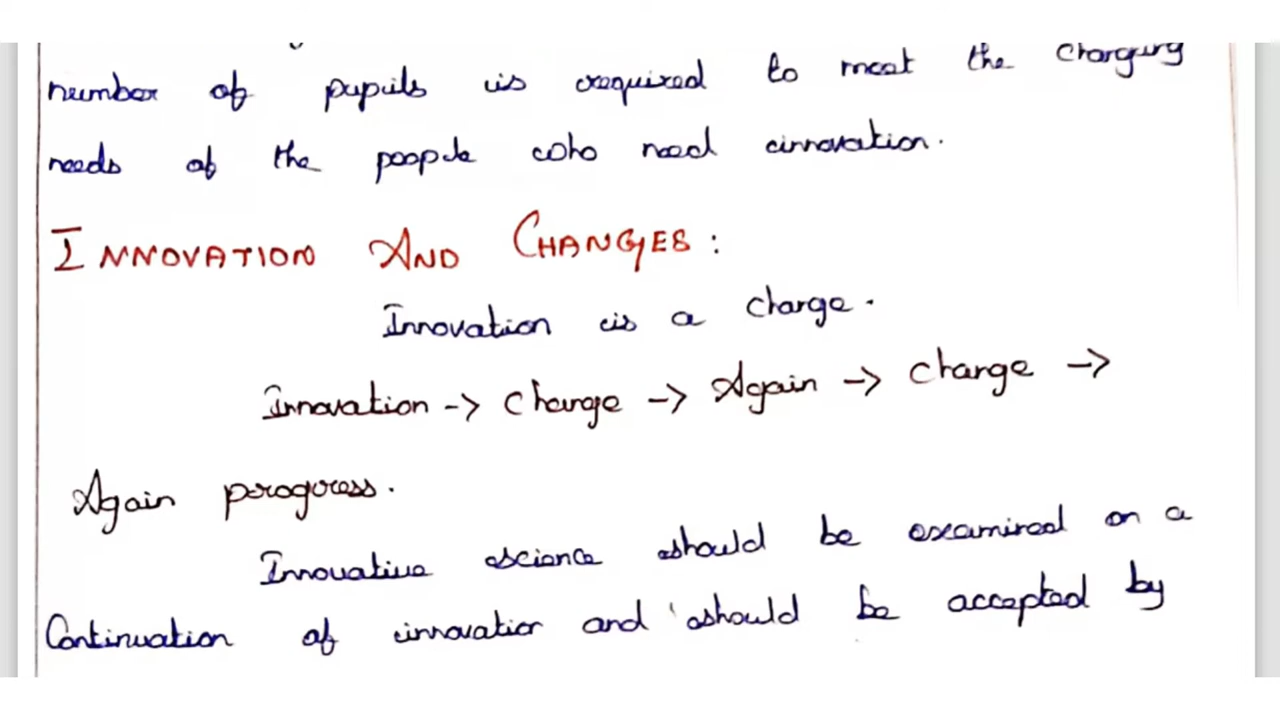 number of pupils is required to meet the changing
needs of the people who need innovation.
INNOVATION AND CHANGES:
Innovation is a change.
Innovation -> change -> Again -> change ->
Again progress.
Innovative science should be examined on a
Continuation of innovation and should be accepted by